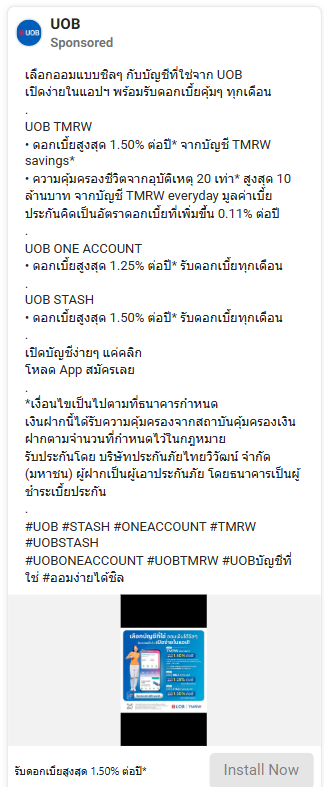 UOB
Sponsored
เลือกออมแบบชิลๆ กับบัญชีที่ใช่จาก UOB
เปิดง่ายในแอปฯ พร้อมรับดอกเบี้ยคุ้มๆ ทุกเดือน
.
UOB TMRW
• ดอกเบี้ยสูงสุด 1.50% ต่อปี* จากบัญชี TMRW
savings*
• ความคุ้มครองชีวิตจากอุบัติเหตุ 20 เท่า* สูงสุด 10
ล้านบาท จากบัญชี TMRW everyday มูลค่าเบี้ย
ประกันคิดเป็นอัตราดอกเบี้ยที่เพิ่มขึ้น 0.11% ต่อปี
.
UOB ONE ACCOUNT
• ดอกเบี้ยสูงสุด 1.25% ต่อปี* รับดอกเบี้ยทุกเดือน
.
UOB STASH
• ดอกเบี้ยสูงสุด 1.50% ต่อปี* รับดอกเบี้ยทุกเดือน
.
เปิดบัญชีง่ายๆ แค่คลิก
โหลด App สมัครเลย
.
*เงื่อนไขเป็นไปตามที่ธนาคารกำหนด
เงินฝากนี้ได้รับความคุ้มครองจากสถาบันคุ้มครองเงิน
ฝากตามจำนวนที่กำหนดไว้ในกฎหมาย
รับประกันโดย บริษัทประกันภัยไทยวิวัฒน์ จำกัด
(มหาชน) ผู้ฝากเป็นผู้เอาประกันภัย โดยธนาคารเป็นผู้
ชำระเบี้ยประกัน
.
#UOB #STASH #ONEACCOUNT #TMRW
#UOBSTASH
#UOBONEACCOUNT #UOBTMRW #UOBบัญชีที่
ใช่ #ออมง่ายได้ชิล
เลือกบัญชีที่ใช่
รับดอกเบี้ยสูงสุด 1.50% ต่อปี*
Install Now